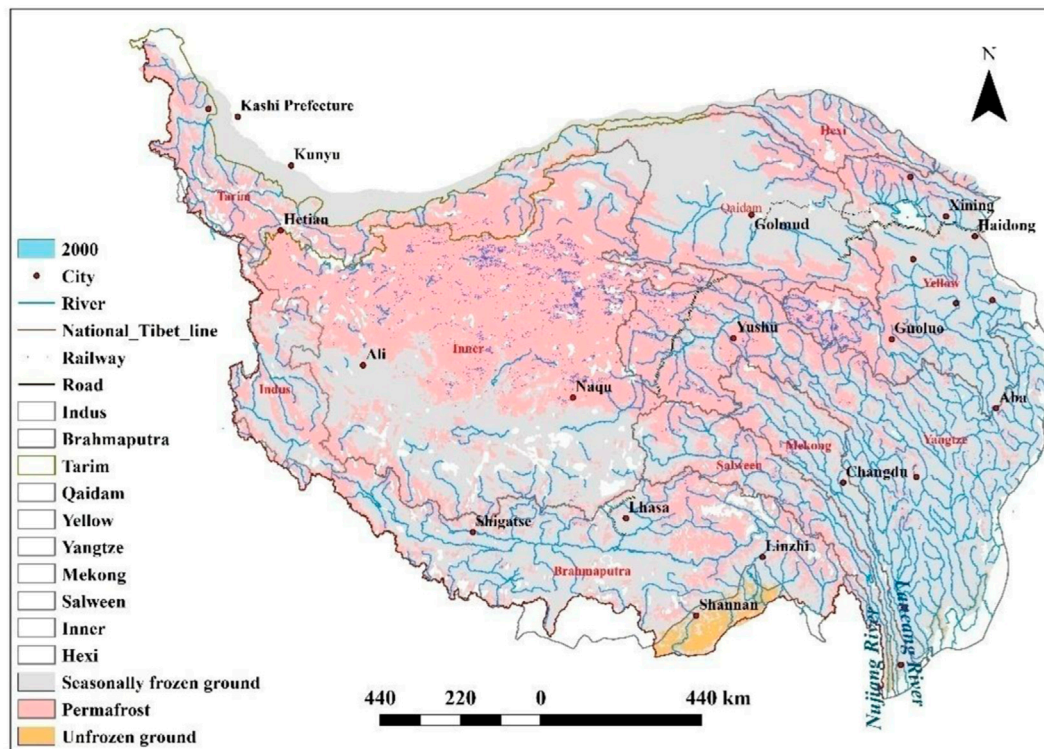 N
Kashi Prefecture
Kunyu
Hexi
Tarim
Hetian
Qaidam
Golmud
Xining
Haidong
Yellow
Yushu
Guoluo
Ali
Inner
Indus
Naqu
Aba
Mekong
Yangtze
Salween
Changdu
Lhasa
Shigatse
Linzhi
Brahmaputra
Shannan
Nujiang River
Lancang River
2000
City
River
National_Tibet_line
Railway
Road
Indus
Brahmaputra
Tarim
Qaidam
Yellow
Yangtze
Mekong
Salween
Inner
Hexi
Seasonally frozen ground
Permafrost
Unfrozen ground
440 220 0 440 km